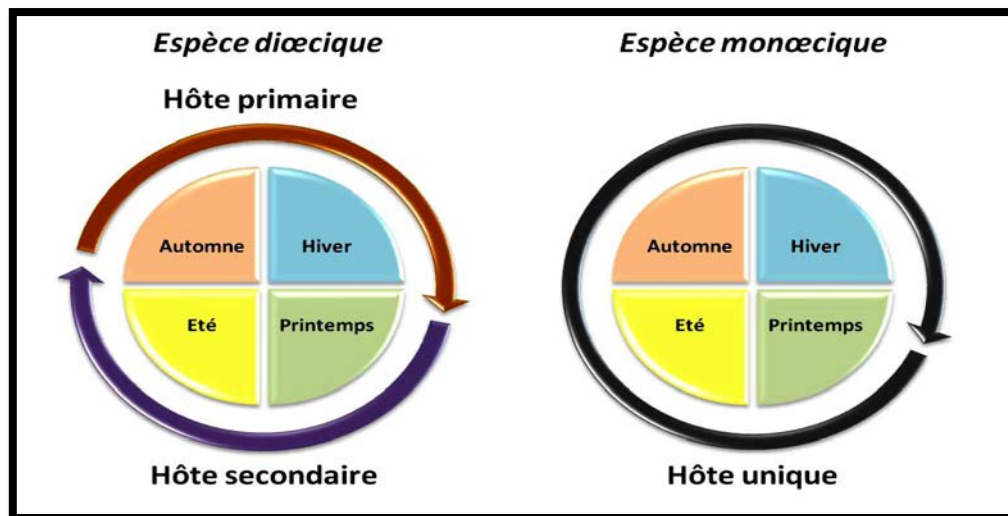 Espèce diœcique
Hôte primaire
Automne
Hiver
Eté
Printemps
Hôte secondaire
Espèce monœcique
Automne
Hiver
Eté
Printemps
Hôte unique